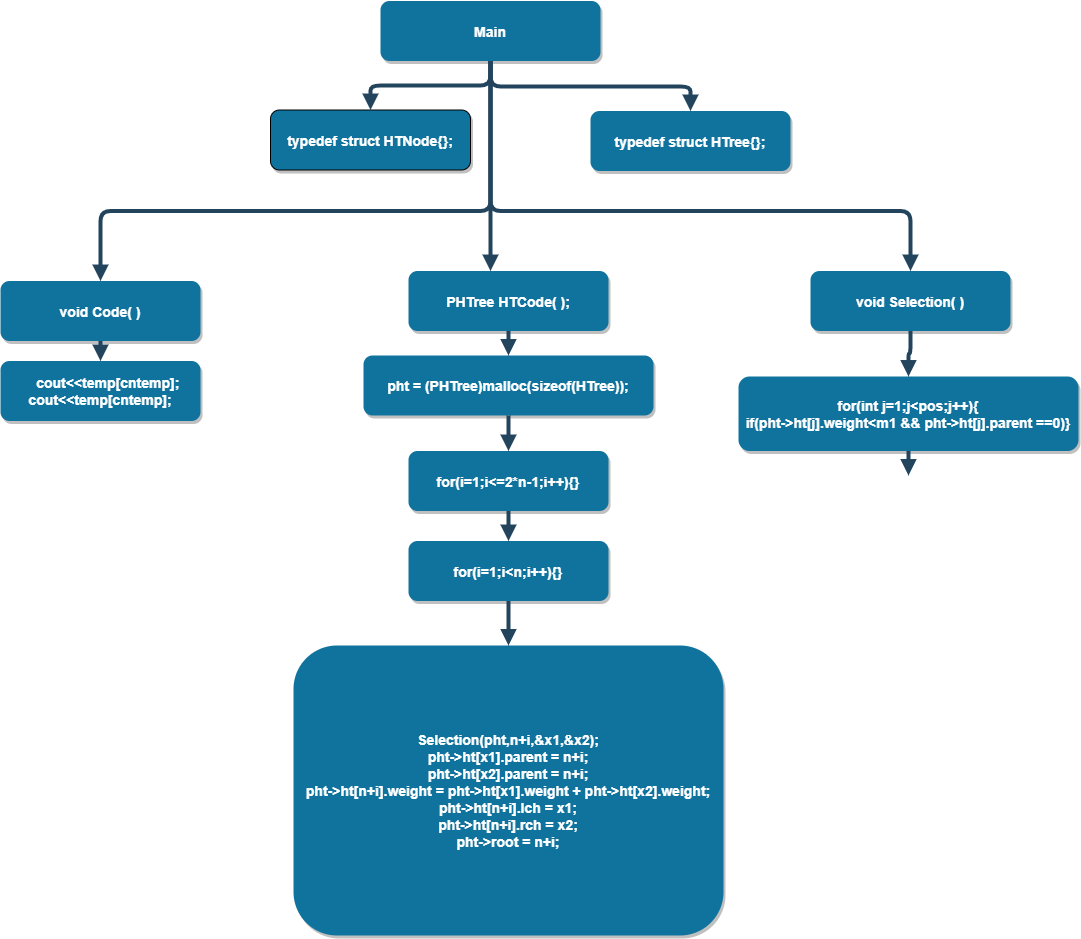 Main
typedef struct HTNode{};
typedef struct HTree{};
void Code( )
PHTree HTCode( );
void Selection( )
cout<<temp[cntemp];
cout<<temp[cntemp];
pht = (PHTree)malloc(sizeof(HTree));
for(int j=1;j<pos;j++){
if(pht->ht[j].weight<m1 && pht->ht[j].parent ==0)}
for(i=1;i<=2*n-1;i++){}
for(i=1;i<n;i++){}
Selection(pht,n+i,&x1,&x2);
pht->ht[x1].parent = n+i;
pht->ht[x2].parent = n+i;
pht->ht[n+i].weight = pht->ht[x1].weight + pht->ht[x2].weight;
pht->ht[n+i].lch = x1;
pht->ht[n+i].rch = x2;
pht->root = n+i;